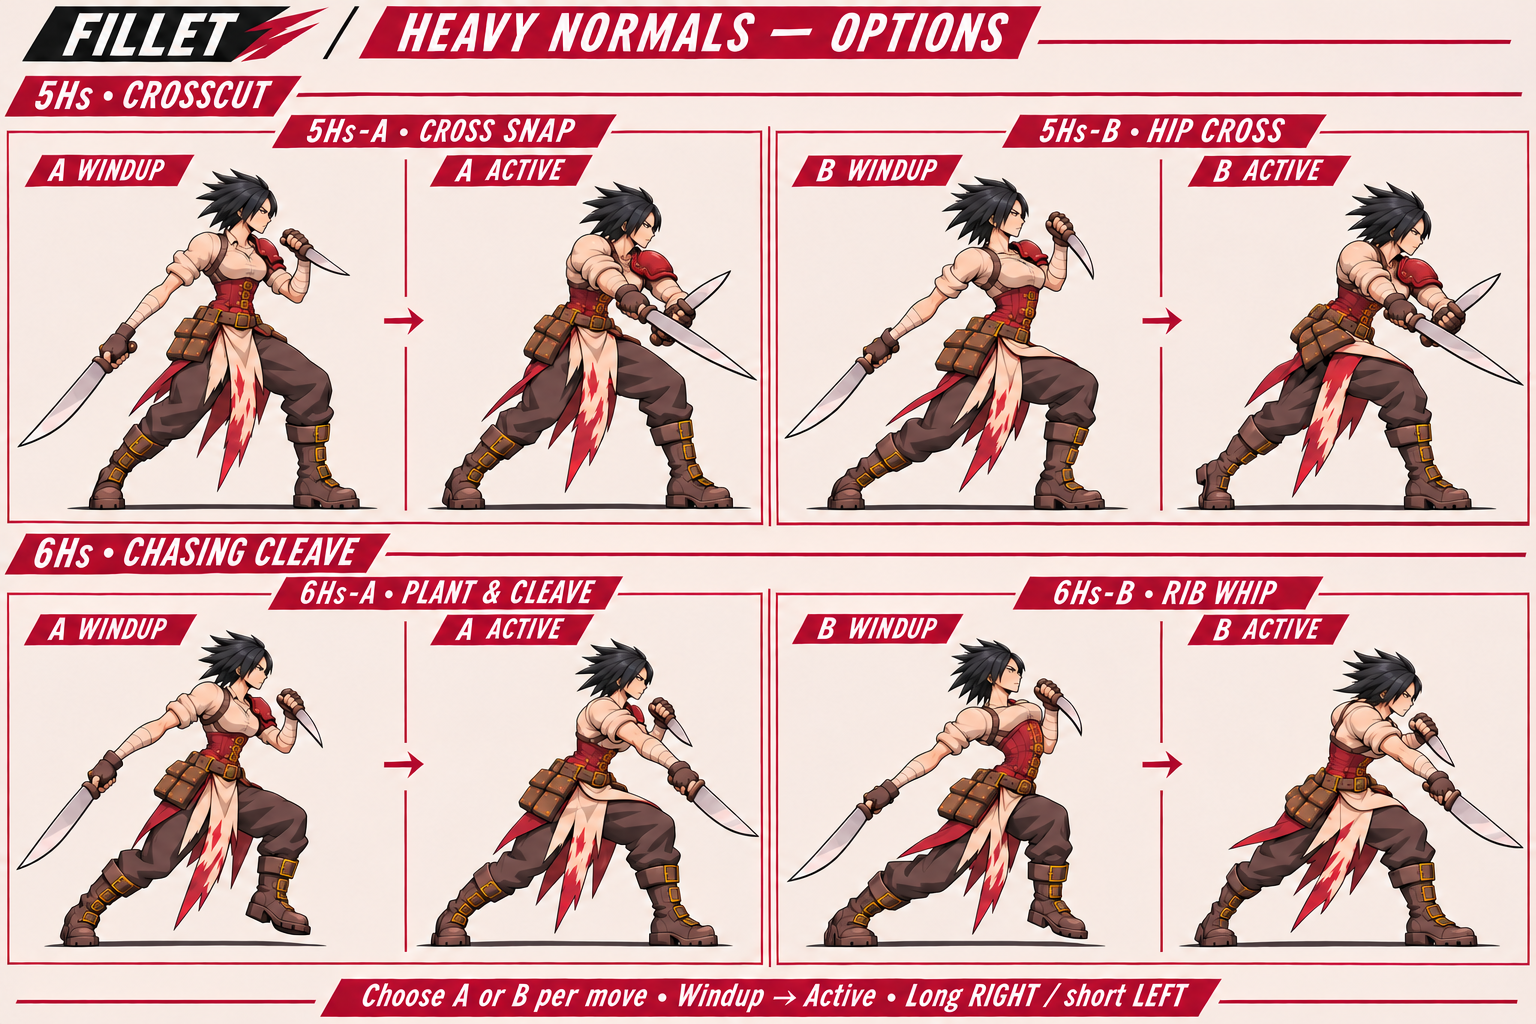 FILLET / HEAVY NORMALS — OPTIONS
5Hs • CROSSCUT
5Hs-A • CROSS SNAP
A WINDUP
A ACTIVE
5Hs-B • HIP CROSS
B WINDUP
B ACTIVE
6Hs • CHASING CLEAVE
6Hs-A • PLANT & CLEAVE
A WINDUP
A ACTIVE
6Hs-B • RIB WHIP
B WINDUP
B ACTIVE
Choose A or B per move • Windup → Active • Long RIGHT / short LEFT